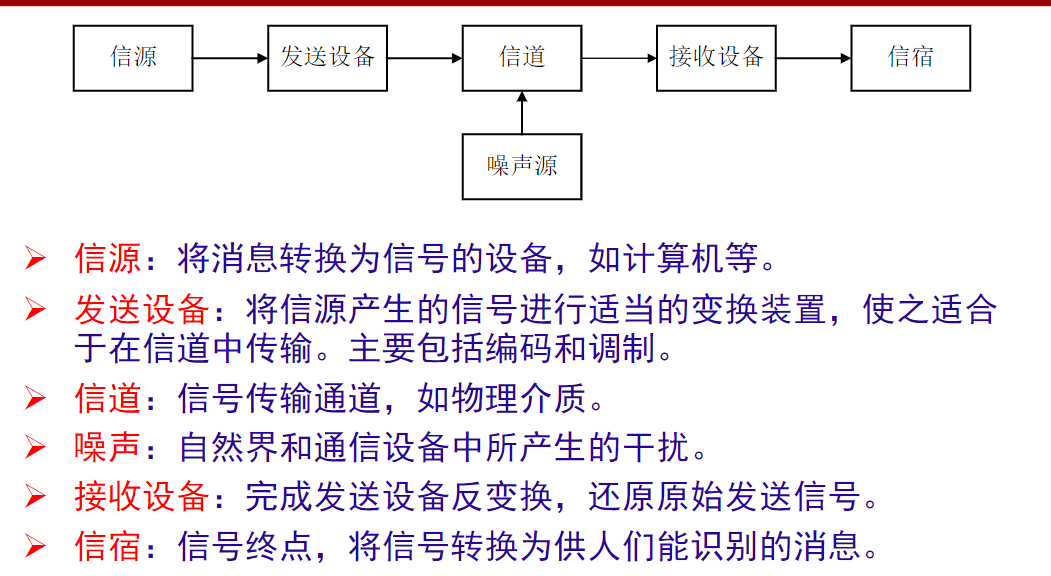 信源
发送设备
信道
接收设备
信宿
噪声源
信源：将消息转换为信号的设备，如计算机等。
发送设备：将信源产生的信号进行适当的变换装置，使之适合
于在信道中传输。主要包括编码和调制。
信道：信号传输通道，如物理介质。
噪声：自然界和通信设备中所产生的干扰。
接收设备：完成发送设备反变换，还原原始发送信号。
信宿：信号终点，将信号转换为供人们能识别的消息。